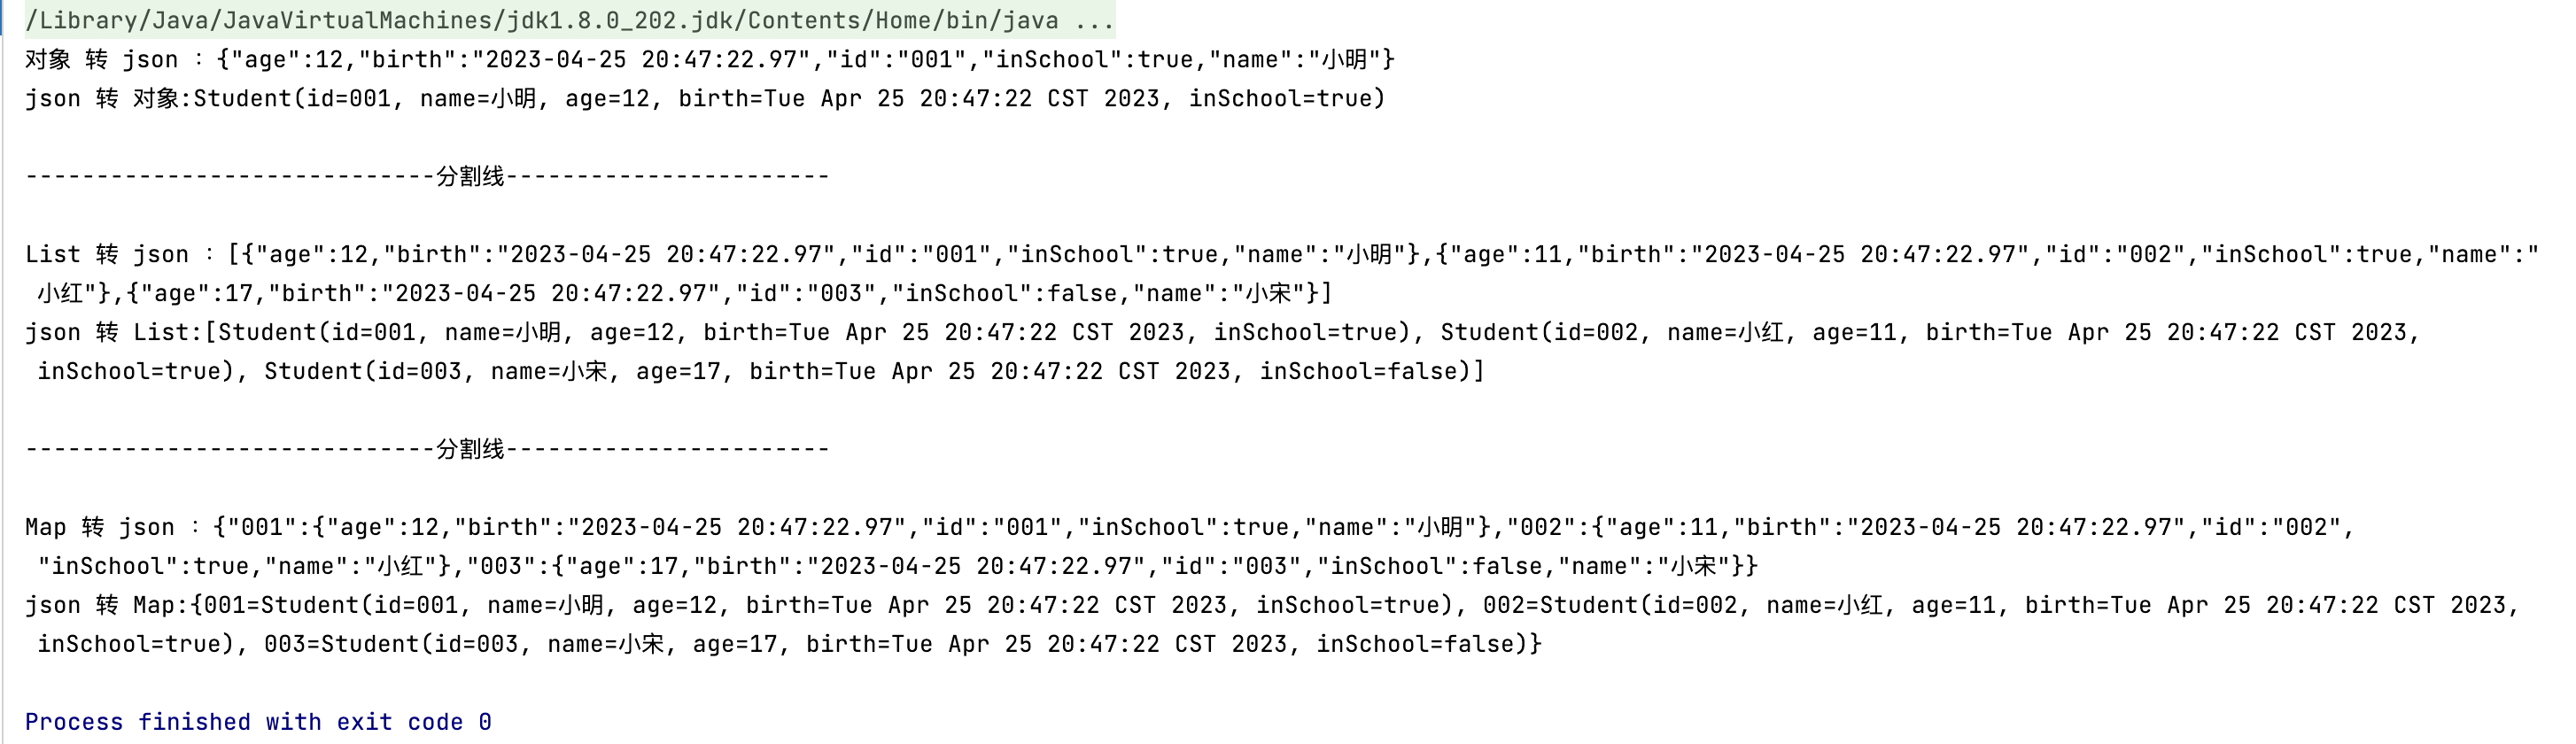 /Library/Java/JavaVirtualMachines/jdk1.8.0_202.jdk/Contents/Home/bin/java ...
对象 转 json : {"age":12,"birth":"2023-04-25 20:47:22.97","id":"001","inSchool":true,"name":"小明"}
json 转 对象:Student(id=001, name=小明, age=12, birth=Tue Apr 25 20:47:22 CST 2023, inSchool=true)
-----------------------------分割线-----------------------
List 转 json : [{"age":12,"birth":"2023-04-25 20:47:22.97","id":"001","inSchool":true,"name":"小明"},{"age":11,"birth":"2023-04-25 20:47:22.97","id":"002","inSchool":true,"name":"
小红"},{"age":17,"birth":"2023-04-25 20:47:22.97","id":"003","inSchool":false,"name":"小宋"}]
json 转 List:[Student(id=001, name=小明, age=12, birth=Tue Apr 25 20:47:22 CST 2023, inSchool=true), Student(id=002, name=小红, age=11, birth=Tue Apr 25 20:47:22 CST 2023,
inSchool=true), Student(id=003, name=小宋, age=17, birth=Tue Apr 25 20:47:22 CST 2023, inSchool=false)]
-----------------------------分割线-----------------------
Map 转 json : {"001":{"age":12,"birth":"2023-04-25 20:47:22.97","id":"001","inSchool":true,"name":"小明"},"002":{"age":11,"birth":"2023-04-25 20:47:22.97","id":"002",
"inSchool":true,"name":"小红"},"003":{"age":17,"birth":"2023-04-25 20:47:22.97","id":"003","inSchool":false,"name":"小宋"}}
json 转 Map:{001=Student(id=001, name=小明, age=12, birth=Tue Apr 25 20:47:22 CST 2023, inSchool=true), 002=Student(id=002, name=小红, age=11, birth=Tue Apr 25 20:47:22 CST 2023,
inSchool=true), 003=Student(id=003, name=小宋, age=17, birth=Tue Apr 25 20:47:22 CST 2023, inSchool=false)}
Process finished with exit code 0